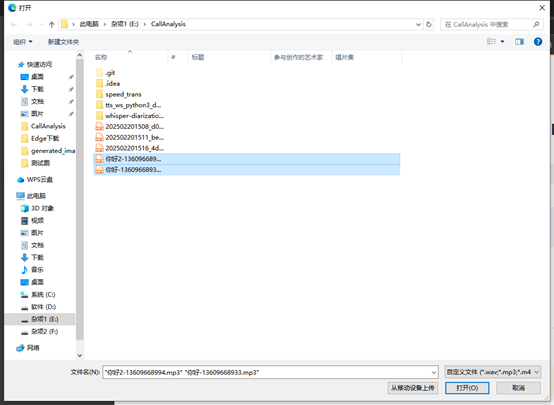 打开
此电脑 › 杂项1 (E:) › CallAnalysis
在 CallAnalysis 中搜索
组织
新建文件夹
名称
#
标题
参与创作的艺术家
唱片集
快速访问
桌面
下载
文档
图片
CallAnalysis
Edge下载
generated_ima
测试图
WPS云盘
此电脑
3D 对象
视频
图片
文档
下载
音乐
桌面
系统 (C:)
软件 (D:)
杂项1 (E:)
杂项2 (F:)
网络
.git
.idea
speed_trans
tts_ws_python3_d...
whisper-diarizatio...
202502201508_d0...
202502201511_be...
202502201516_4d...
你好2-136096689...
你好-1360966893...
文件名(N):
"你好2-13609668994.mp3" "你好-13609668933.mp3"
自定义文件 (*.wav;*.mp3;*.m4
从移动设备上传
打开(O)
取消